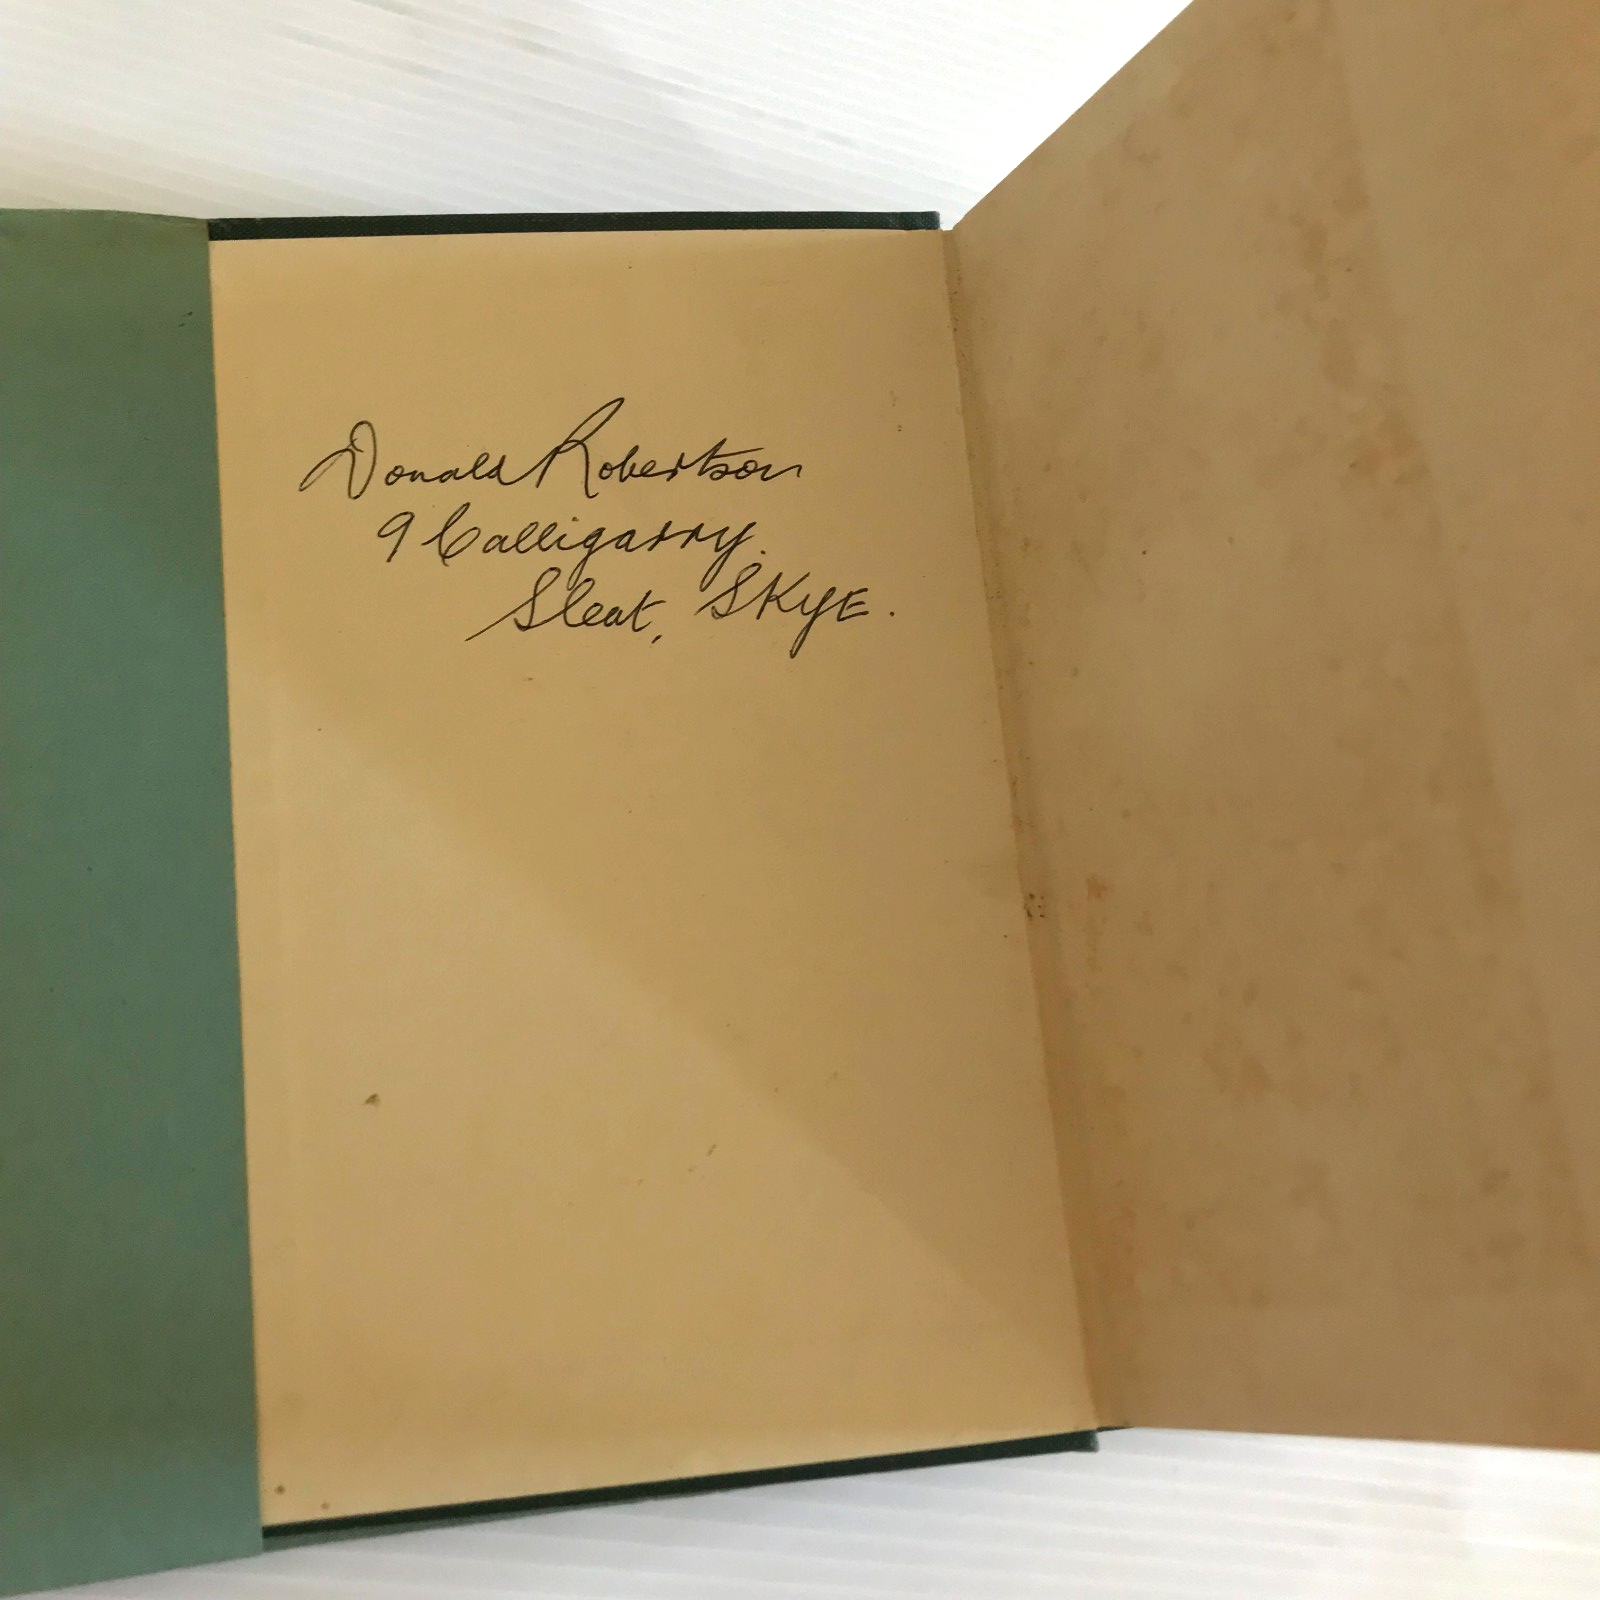 Donald Robertson
9 Calligarry.
Sleat, SKYE.